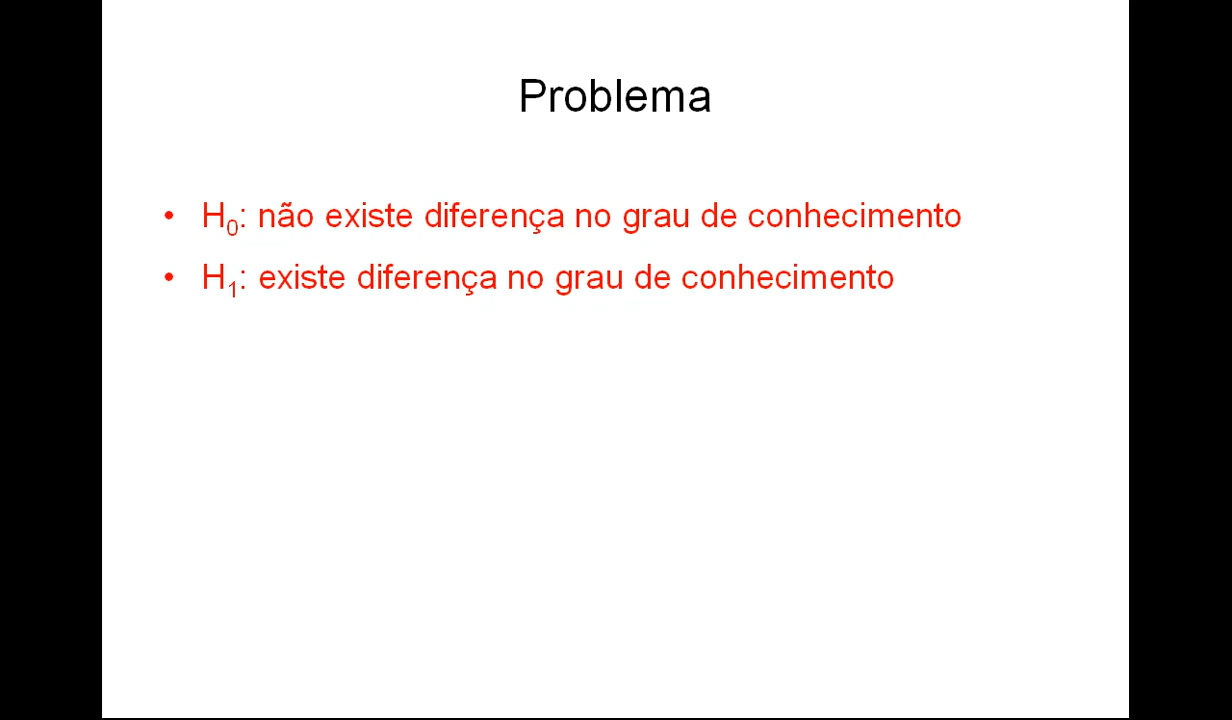 Problema
• H₀: não existe diferença no grau de conhecimento
• H₁: existe diferença no grau de conhecimento